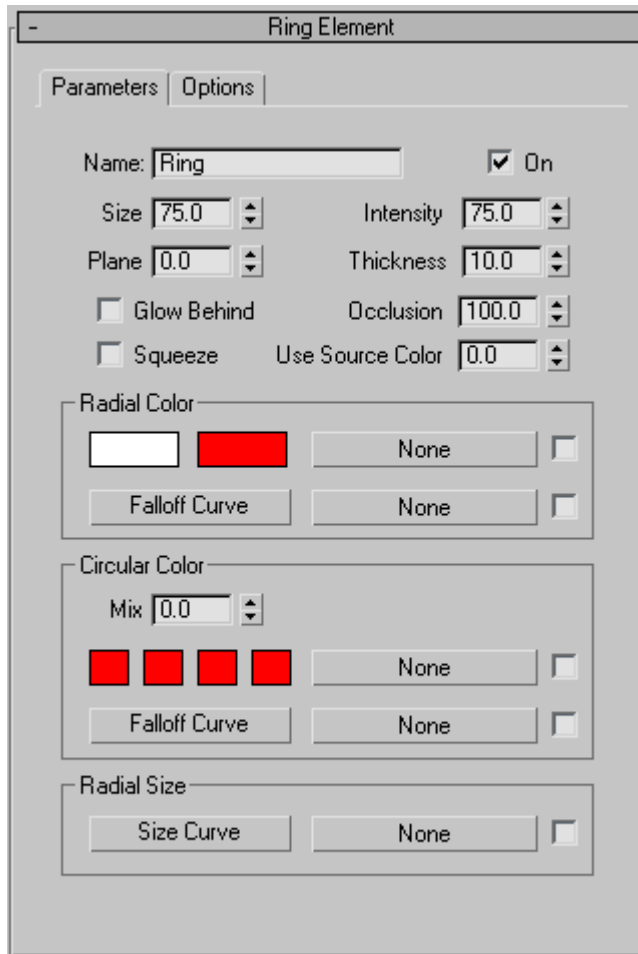 - Ring Element
Parameters Options
Name: Ring On
Size 75.0 Intensity 75.0
Plane 0.0 Thickness 10.0
Glow Behind Occlusion 100.0
Squeeze Use Source Color 0.0
Radial Color
None
Falloff Curve None
Circular Color
Mix 0.0
None
Falloff Curve None
Radial Size
Size Curve None